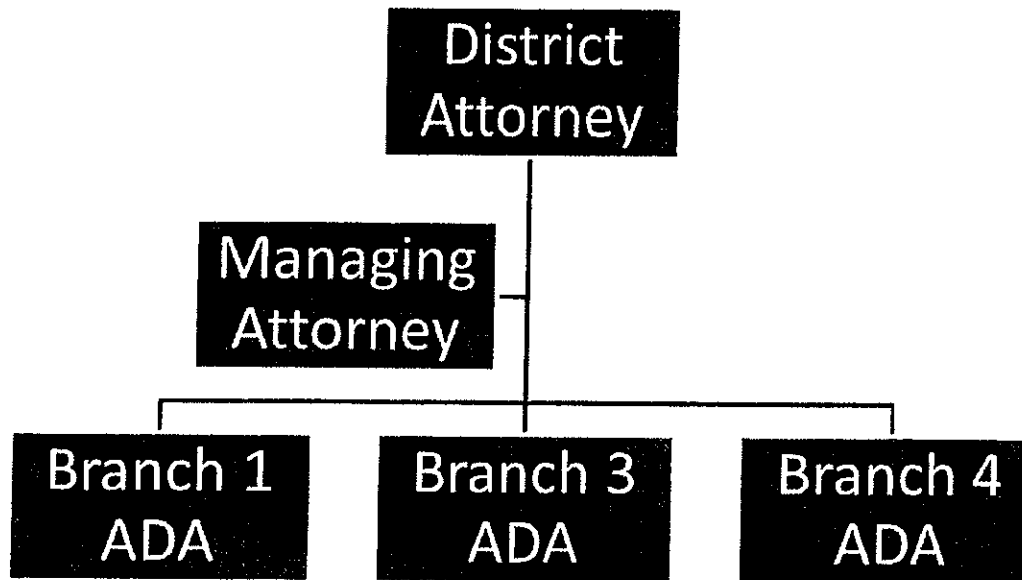 District
Attorney
Managing
Attorney
Branch 1
ADA
Branch 3
ADA
Branch 4
ADA